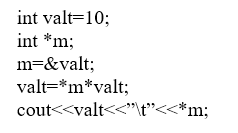 int valt=10;
int *m;
m=&valt;
valt=*m*valt;
cout<<valt<<”\t”<<*m;